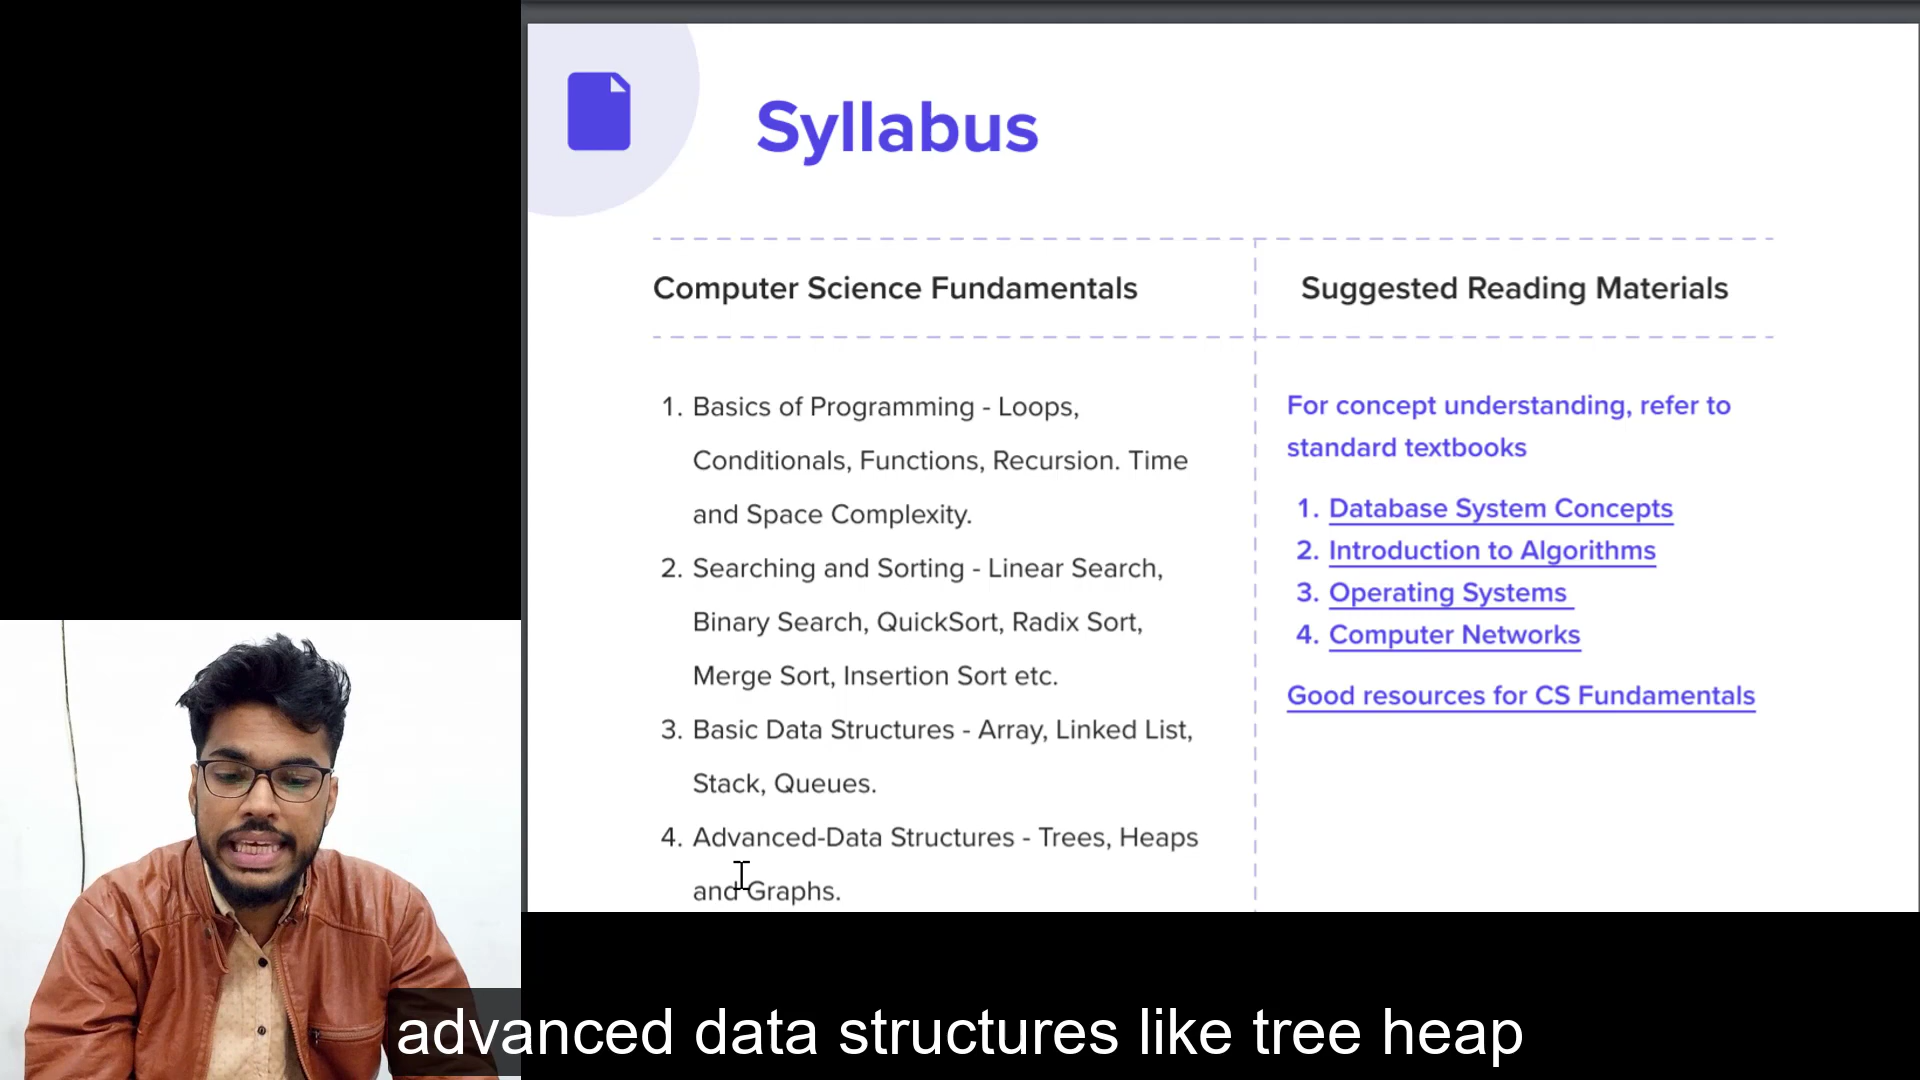 Syllabus
Computer Science Fundamentals
Suggested Reading Materials
1. Basics of Programming - Loops,
Conditionals, Functions, Recursion. Time
and Space Complexity.
2. Searching and Sorting - Linear Search,
Binary Search, QuickSort, Radix Sort,
Merge Sort, Insertion Sort etc.
3. Basic Data Structures - Array, Linked List,
Stack, Queues.
4. Advanced-Data Structures - Trees, Heaps
and Graphs.
For concept understanding, refer to
standard textbooks
1. Database System Concepts
2. Introduction to Algorithms
3. Operating Systems
4. Computer Networks
Good resources for CS Fundamentals
advanced data structures like tree heap